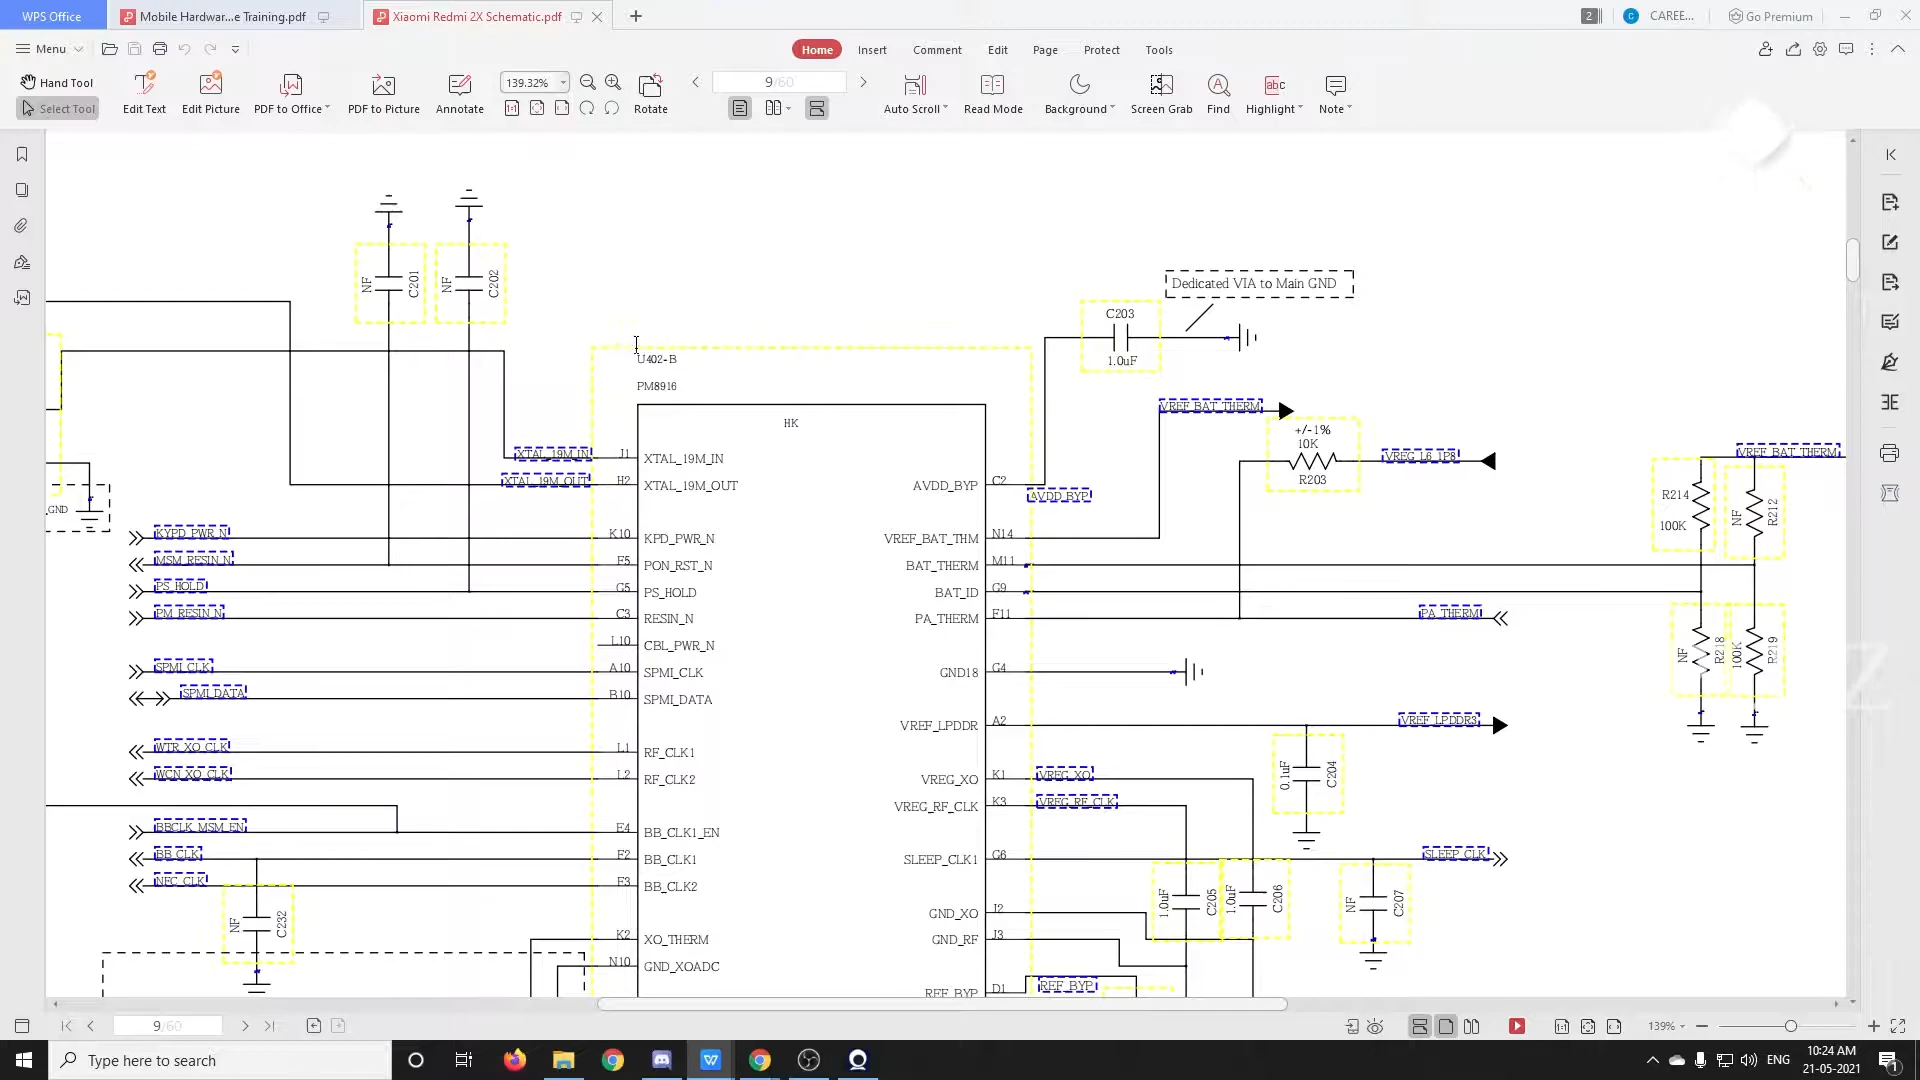 WPS Office
Mobile Hardwar...e Training.pdf
Xiaomi Redmi 2X Schematic.pdf
2
C
CAREE...
Go Premium
Menu
Home
Insert
Comment
Edit
Page
Protect
Tools
Hand Tool
Select Tool
Edit Text
Edit Picture
PDF to Office
PDF to Picture
Annotate
139.32%
Rotate
9/60
Auto Scroll
Read Mode
Background
Screen Grab
Find
Highlight
Note
NF
C201
NF
C202
Dedicated VIA to Main GND
C203
1.0uF
U402-B
PM8916
HK
VREF_BAT_THERM
+/-1%
10K
R203
VREG_L6_1P8
VREF_BAT_THERM
XTAL_19M_IN
J1
XTAL_19M_IN
XTAL_19M_OUT
H2
XTAL_19M_OUT
AVDD_BYP
C2
AVDD_BYP
R214
100K
NF
R212
GND
KYPD_PWR_N
K10
KPD_PWR_N
VREF_BAT_THM
N14
MSM_RESIN_N
F5
PON_RST_N
BAT_THERM
M11
PS_HOLD
G5
PS_HOLD
BAT_ID
G9
PM_RESIN_N
C3
RESIN_N
PA_THERM
F11
PA_THERM
L10
CBL_PWR_N
NF
R218
100K
R219
SPMI_CLK
A10
SPMI_CLK
GND18
G4
SPMI_DATA
B10
SPMI_DATA
VREF_LPDDR
A2
VREF_LPDDR3
WTR_XO_CLK
L1
RF_CLK1
WCN_XO_CLK
L2
RF_CLK2
VREG_XO
K1
VREG_XO
0.1uF
C204
VREG_RF_CLK
K3
VREG_RF_CLK
BBCLK_MSM_EN
E4
BB_CLK1_EN
BB_CLK
F2
BB_CLK1
SLEEP_CLK1
G6
SLEEP_CLK
NFC_CLK
F3
BB_CLK2
1.0uF
C205
1.0uF
C206
NF
C207
NF
C232
GND_XO
J2
K2
XO_THERM
GND_RF
J3
N10
GND_XOADC
REF_BYP
D1
REF_BYP
9/60
139%
Type here to search
ENG
10:24 AM
21-05-2021
1